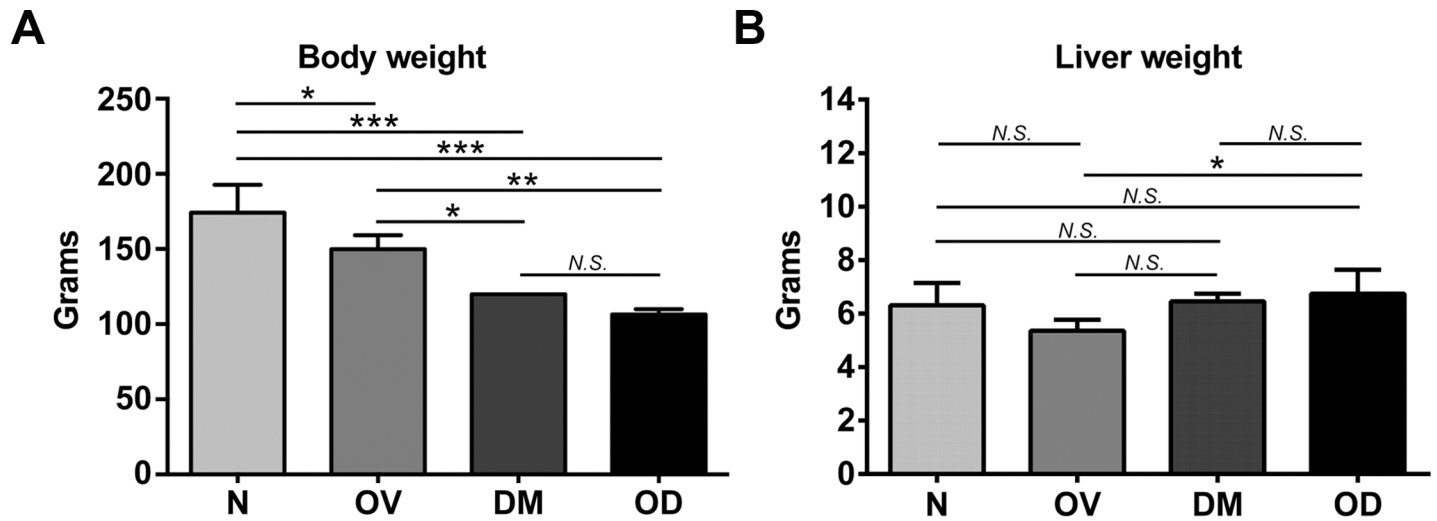 A
Body weight
250
200
150
100
50
0
Grams
*
***
***
**
*
N.S.
N
OV
DM
OD
B
Liver weight
14
12
10
8
6
4
2
0
Grams
N.S.
N.S.
*
N.S.
N.S.
N.S.
N
OV
DM
OD